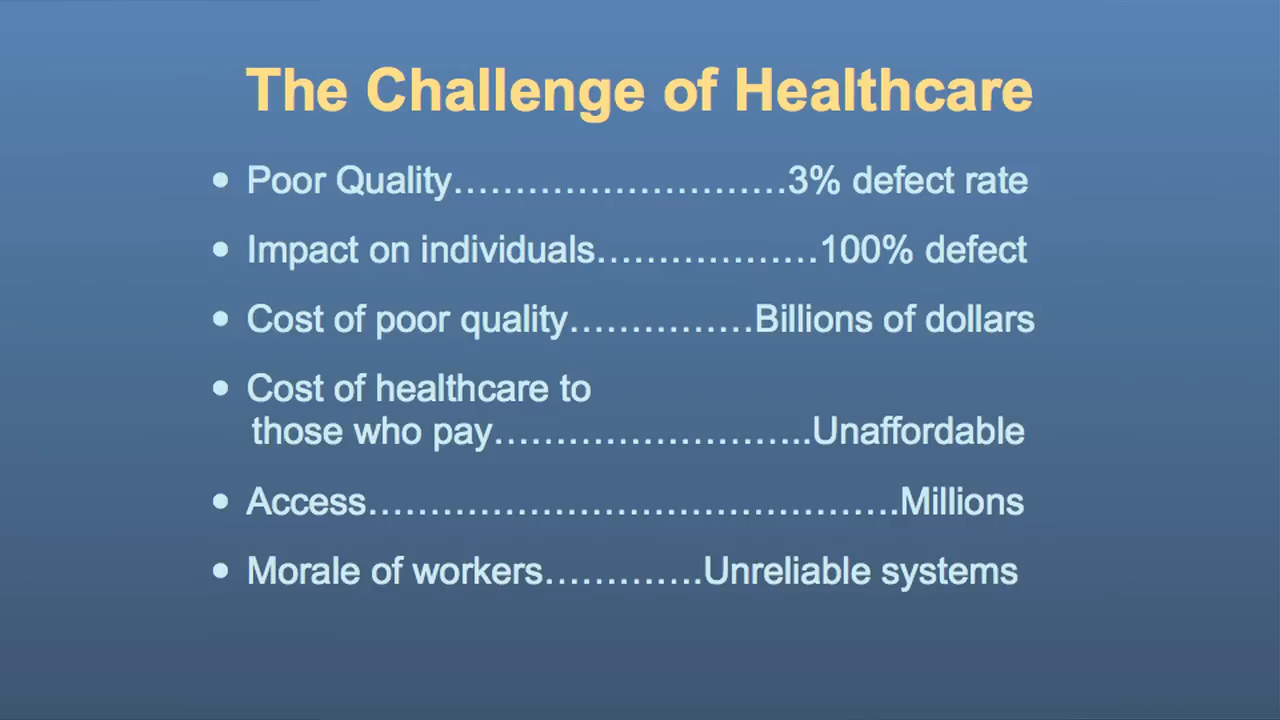 The Challenge of Healthcare
• Poor Quality………………………3% defect rate
• Impact on individuals………………100% defect
• Cost of poor quality……………Billions of dollars
• Cost of healthcare to
those who pay……………………..Unaffordable
• Access…………………………………….Millions
• Morale of workers………….Unreliable systems